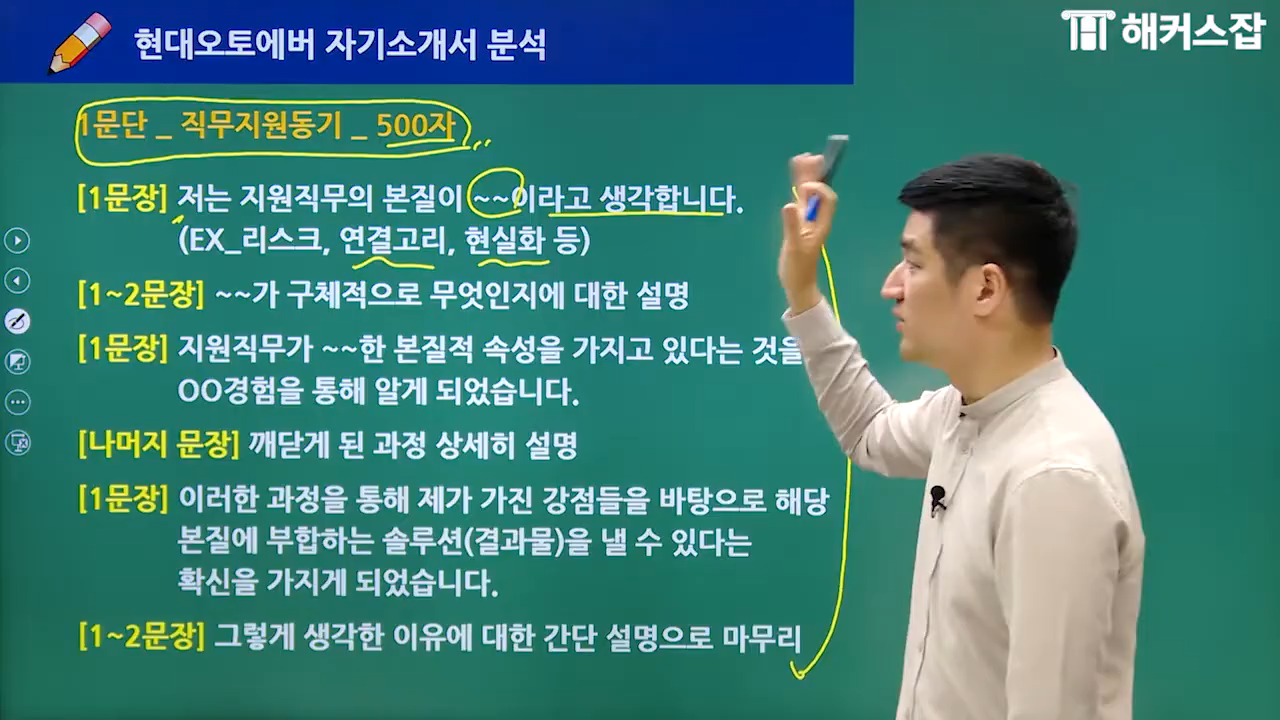 현대오토에버 자기소개서 분석
해커스잡
1문단 _ 직무지원동기 _ 500자
[1문장] 저는 지원직무의 본질이 ~~이라고 생각합니다.
(EX_리스크, 연결고리, 현실화 등)
[1~2문장] ~~가 구체적으로 무엇인지에 대한 설명
[1문장] 지원직무가 ~~한 본질적 속성을 가지고 있다는 것을
OO경험을 통해 알게 되었습니다.
[나머지 문장] 깨닫게 된 과정 상세히 설명
[1문장] 이러한 과정을 통해 제가 가진 강점들을 바탕으로 해당
본질에 부합하는 솔루션(결과물)을 낼 수 있다는
확신을 가지게 되었습니다.
[1~2문장] 그렇게 생각한 이유에 대한 간단 설명으로 마무리